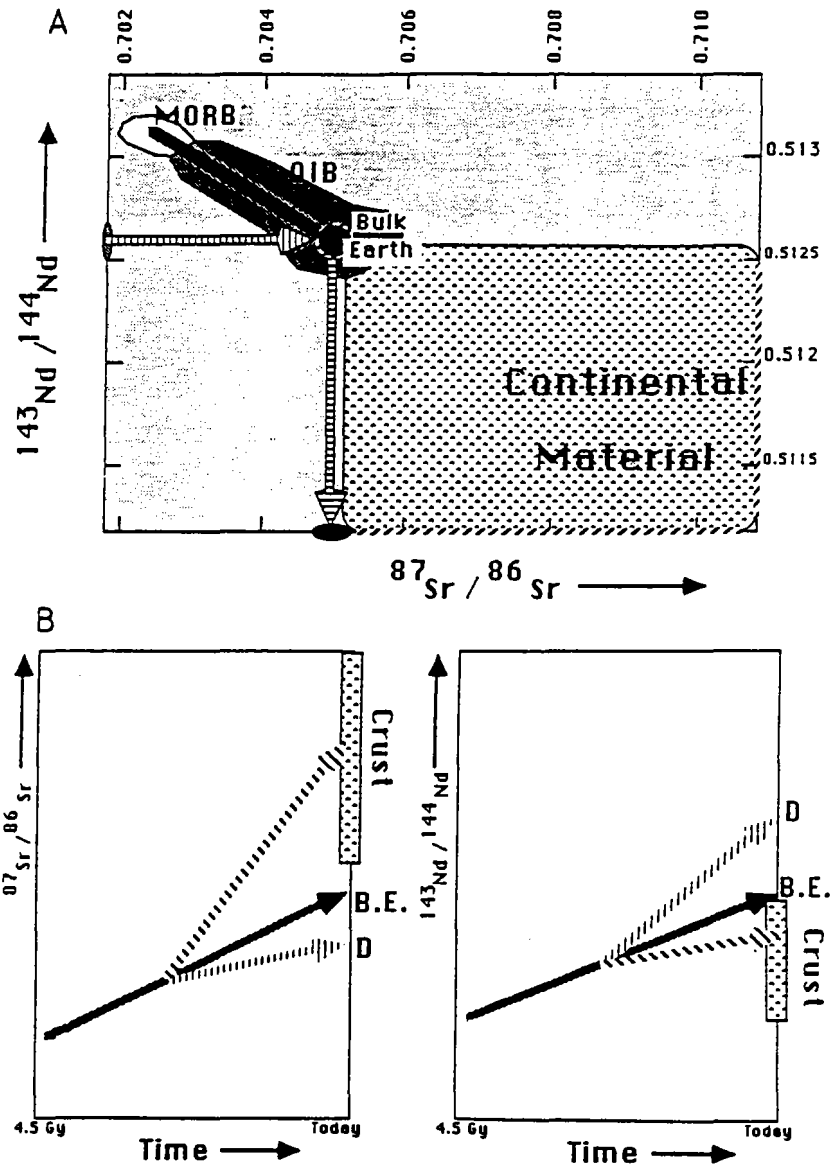 A
0.702
0.704
0.706
0.708
0.710
MORB
OIB
Bulk
Earth
0.513
0.5125
0.512
0.5115
Continental
Material
143Nd / 144Nd
87Sr / 86Sr
B
87Sr / 86Sr
Crust
B.E.
D
4.5 Gy
Today
Time
143Nd / 144Nd
D
B.E.
Crust
4.5 Gy
Today
Time